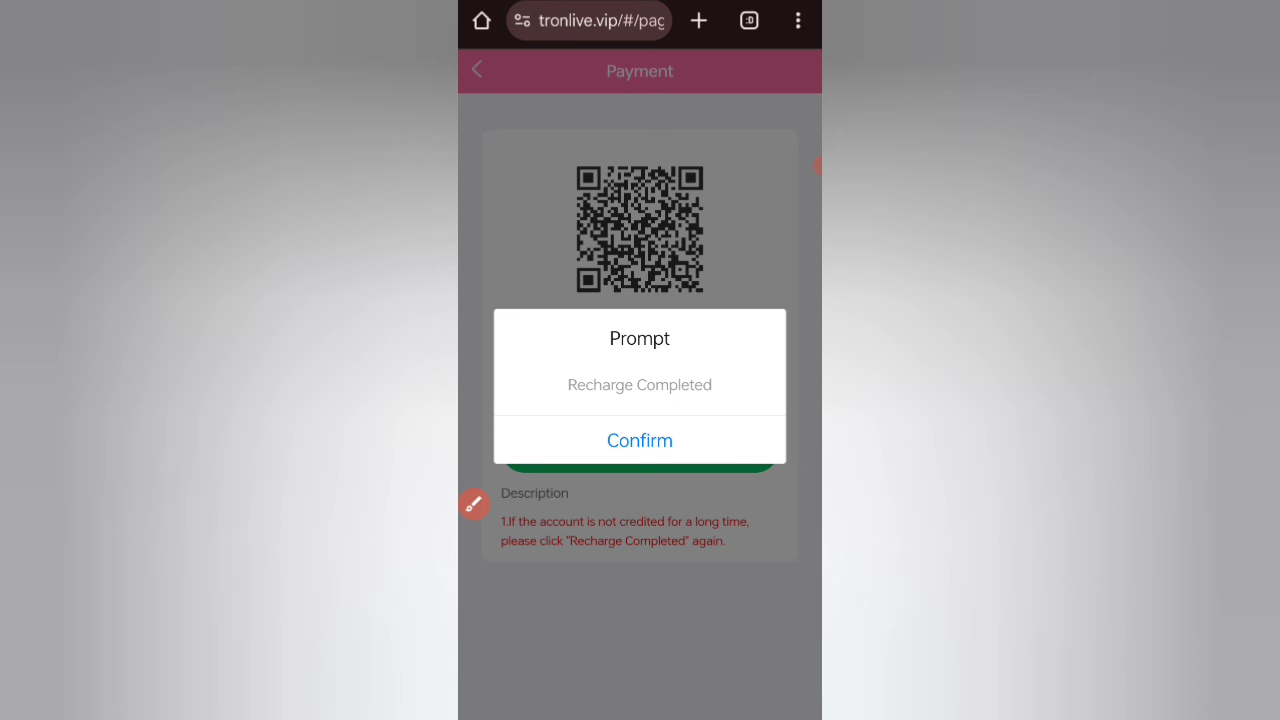 tronlive.vip/#/pag
:D
Payment
Prompt
Recharge Completed
Confirm
Description
1.If the account is not credited for a long time,
please click "Recharge Completed" again.